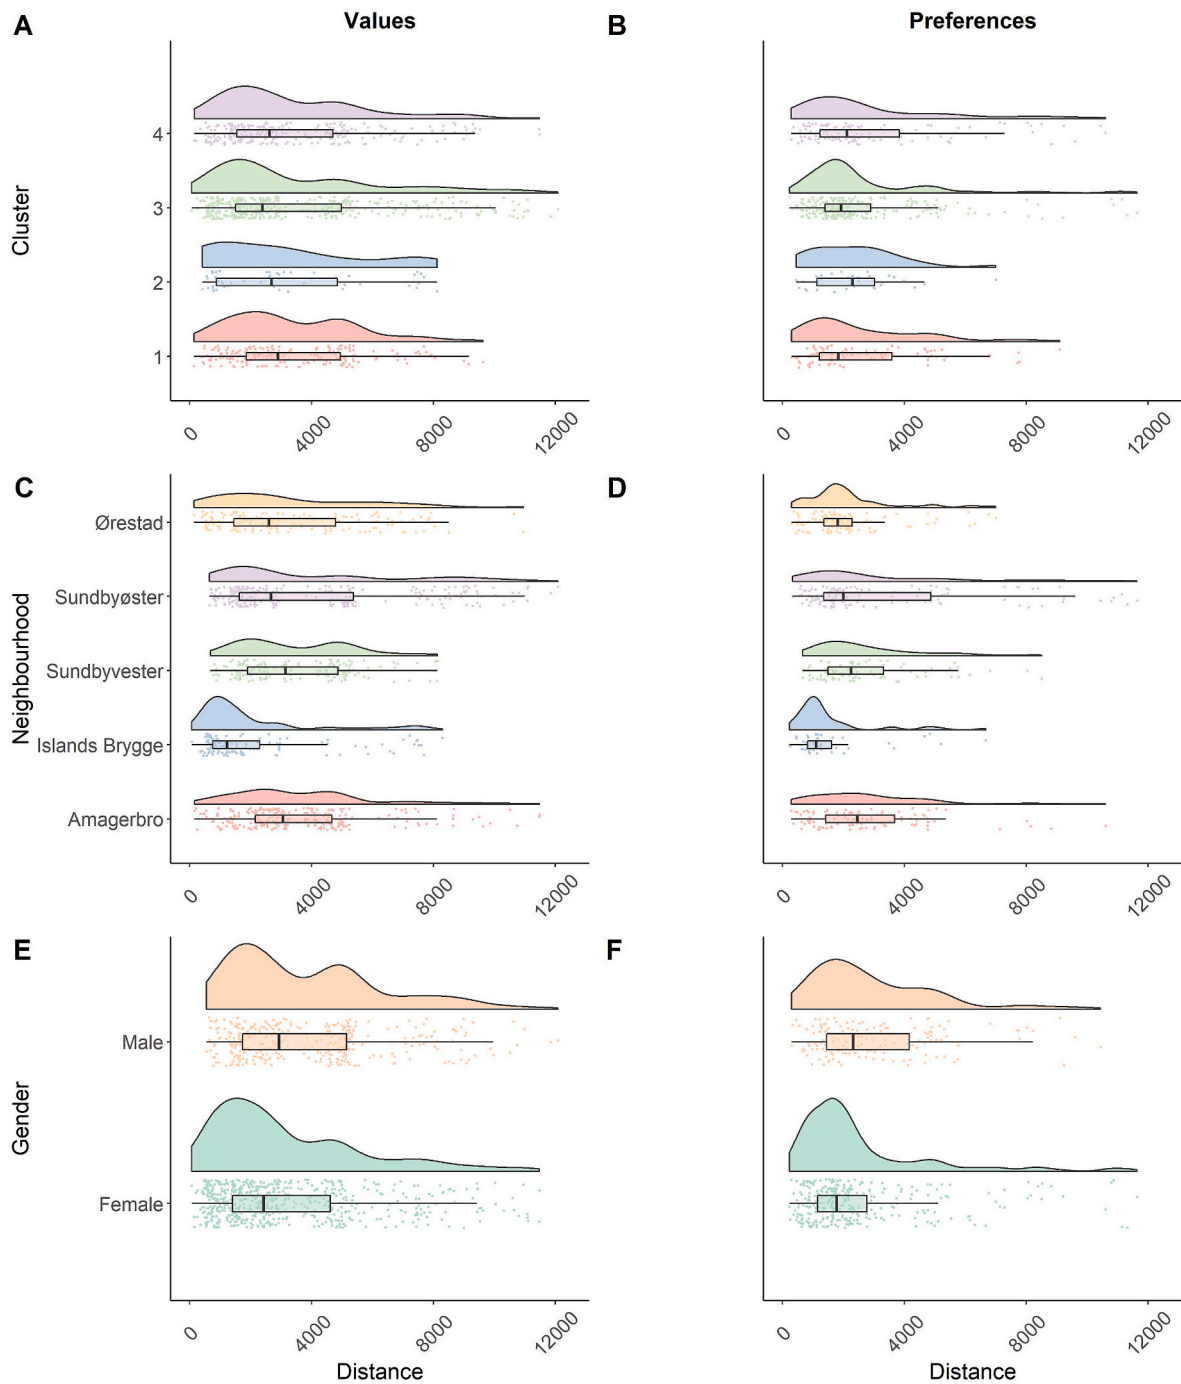 A Values B Preferences
4
3
2
1
Cluster
0 4000 8000 12000 0 4000 8000 12000
C D
Ørestad
Sundbyøster
Sundbyvester
Islands Brygge
Amagerbro
Neighbourhood
0 4000 8000 12000 0 4000 8000 12000
E F
Male
Female
Gender
0 4000 8000 12000 0 4000 8000 12000
Distance Distance